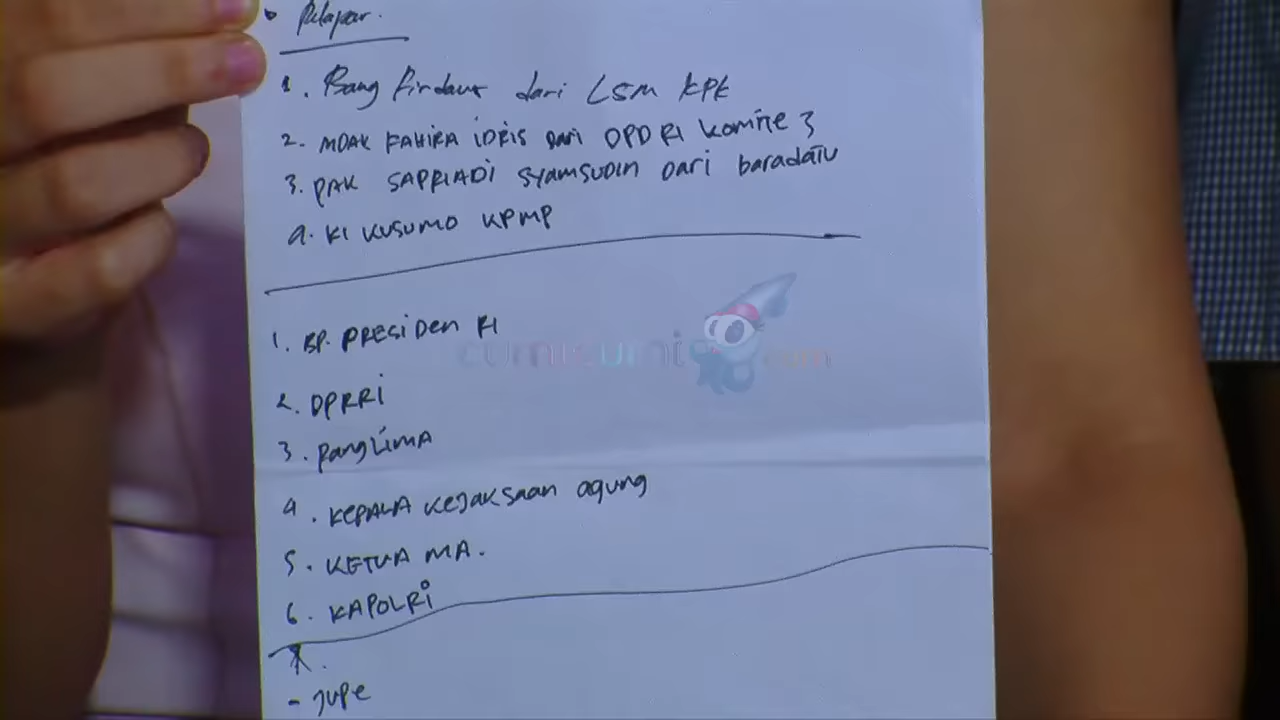 Pelapor.
1. Bang Firdaus dari LSM KPK
2. MBAK FAHIRA IDRIS Dari DPD RI Komite 3
3. PAK SAPRIADI SYAMSUDIN DARI baradatu
4. KI KUSUMO KPMP
1. BP. PRESiDen RI
curnicurni.com
2. DPRRI
3. PANGLIMA
4. KEPALA KEJAKSaan agung
5. KETUA MA.
6. KAPOLRI
- JUPe